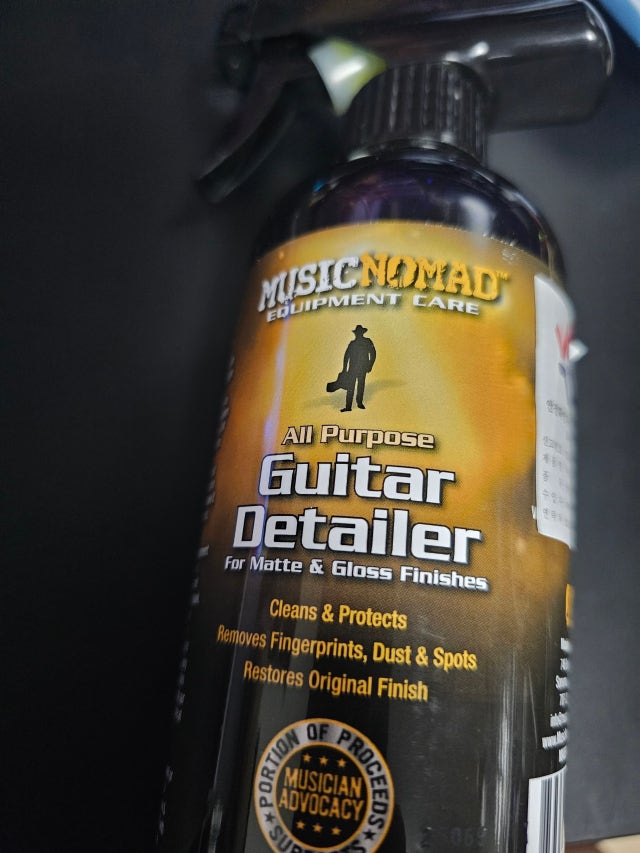 MUSICNOMAD™
EQUIPMENT CARE
All Purpose
Guitar
Detailer
For Matte & Gloss Finishes
Cleans & Protects
Removes Fingerprints, Dust & Spots
Restores Original Finish
PORTION OF PROCEEDS
MUSICIAN
ADVOCACY